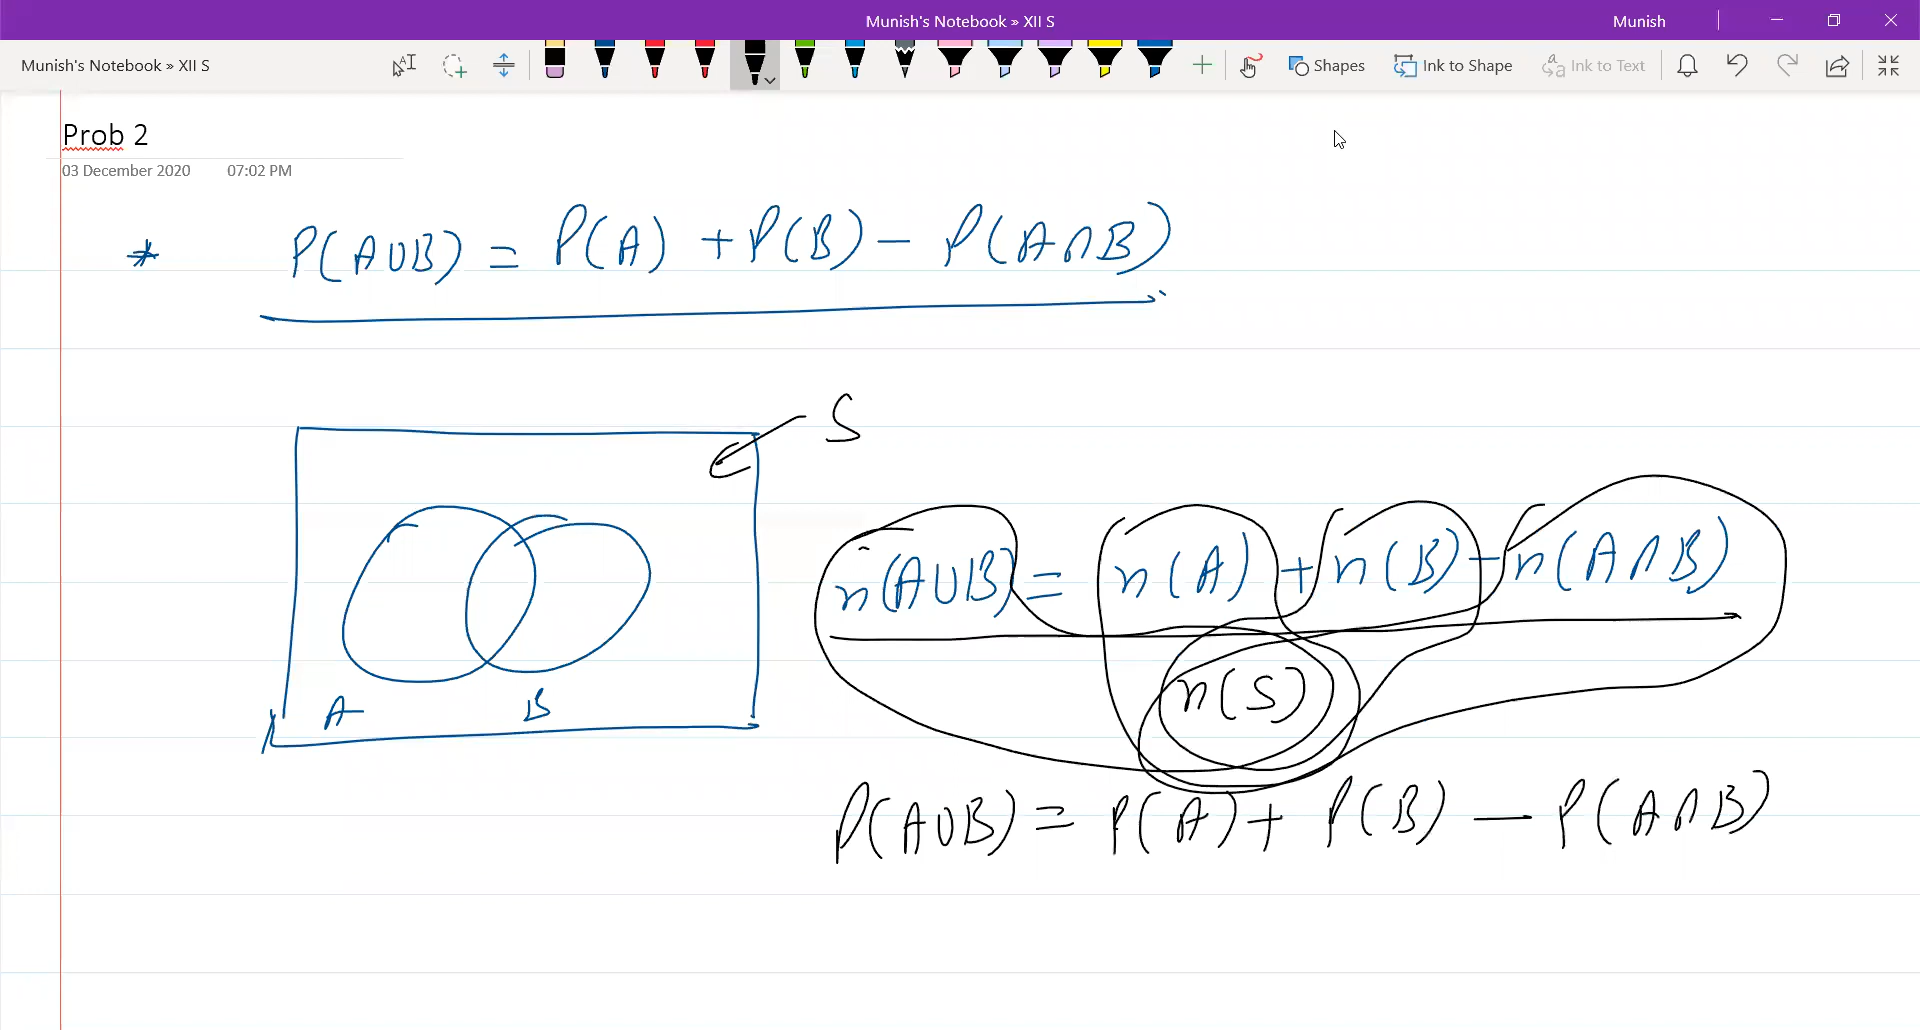 Munish's Notebook » XII S
Munish
Munish's Notebook » XII S
Shapes
Ink to Shape
Ink to Text
Prob 2
03 December 2020 07:02 PM
* P(A∪B) = P(A) + P(B) - P(A∩B)
S
n(A∪B) = n(A) + n(B) - n(A∩B)
n(S)
A B
P(A∪B) = P(A) + P(B) - P(A∩B)